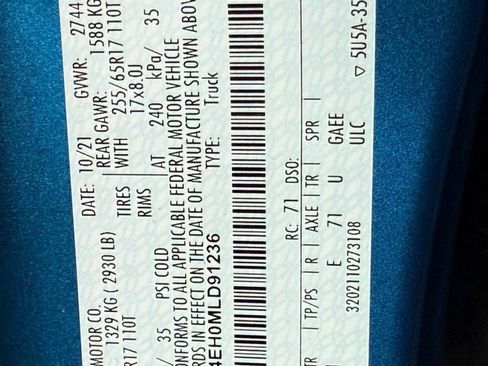 MOTOR CO. DATE: 10/21 GVWR: 2744
1329 KG ( 2930 LB) REAR GAWR: 1588 KG
R17 110T TIRES WITH 255/65R17 110T
RIMS 17x8.0J
/ 35 PSI COLD AT 240 kPa/ 35
CONFORMS TO ALL APPLICABLE FEDERAL MOTOR VEHICLE
RDS IN EFFECT ON THE DATE OF MANUFACTURE SHOWN ABOV
4EH0MLD91236 TYPE: Truck
RC: 71 DSO:
TR TP/PS R AXLE TR SPR
E 71 U GAEE
ULC
3202110273108
▽ 5U5A-35